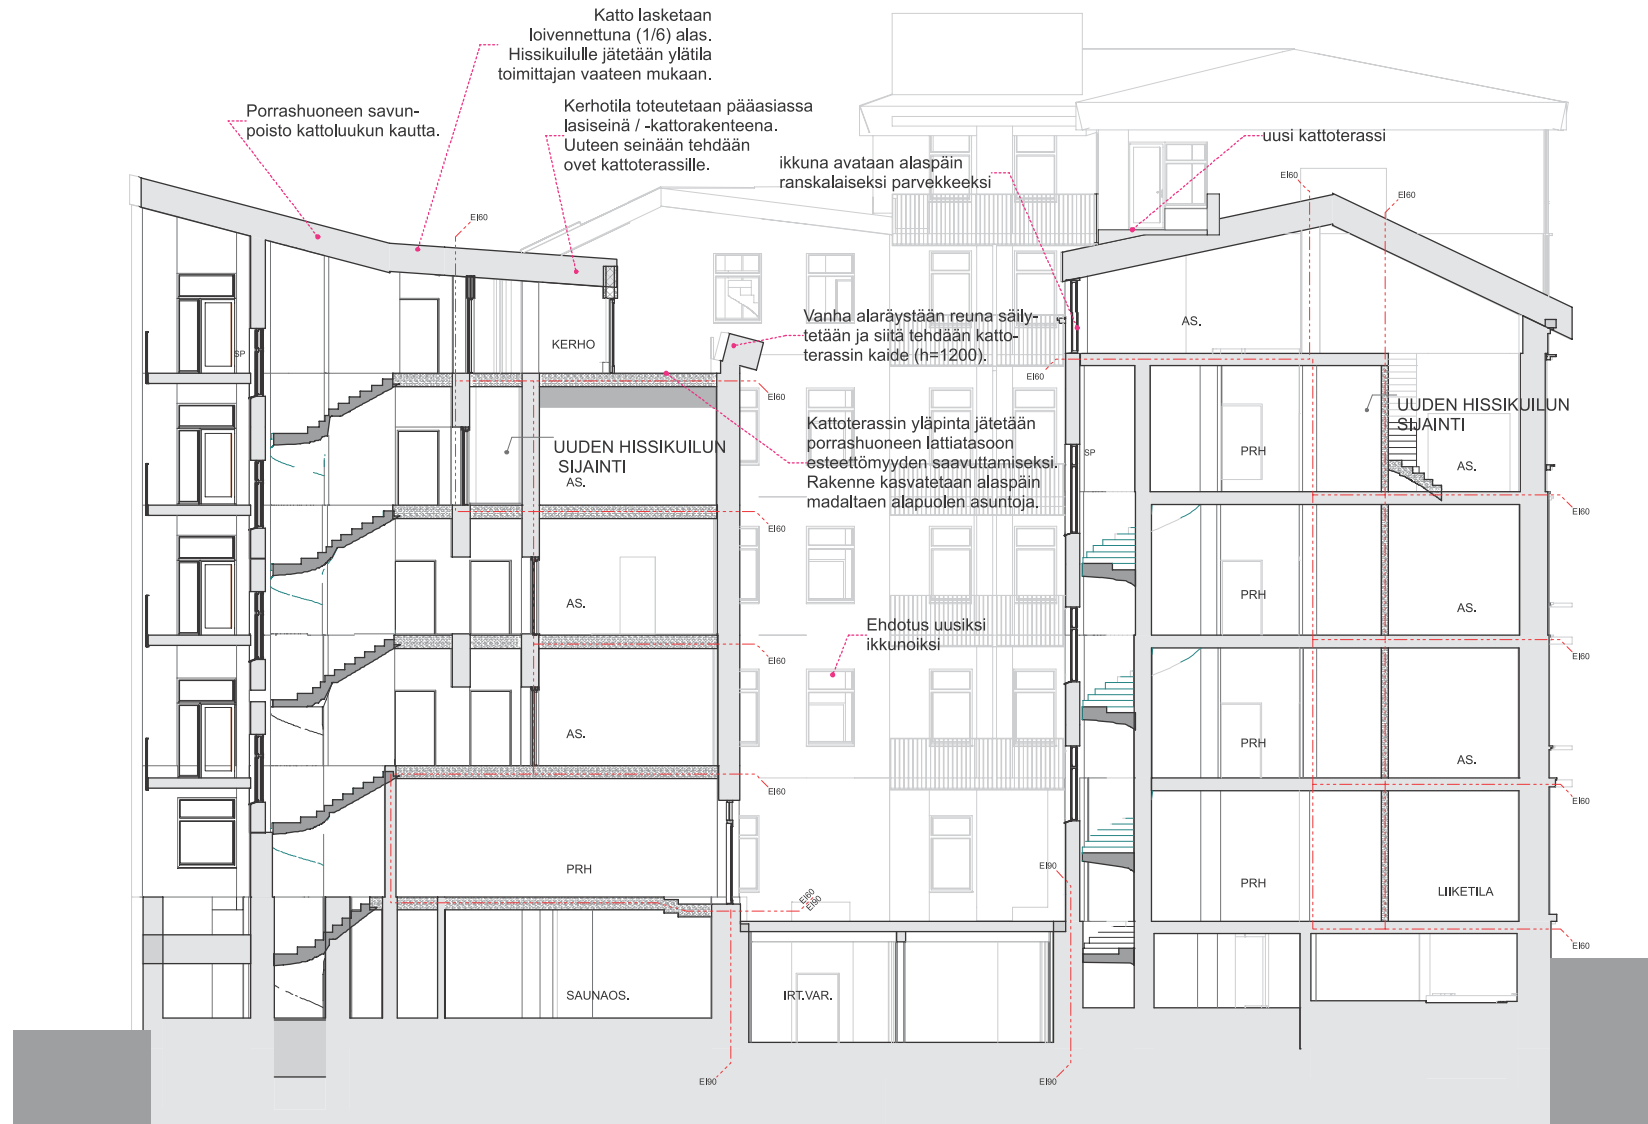 Katto lasketaan
loivennettuna (1/6) alas.
Hissikuilulle jätetään ylätila
toimittajan vaateen mukaan.
Porrashuoneen savun-
poisto kattoluukun kautta.
Kerhotila toteutetaan pääasiassa
lasiseinä / -kattorakenteena.
Uuteen seinään tehdään
ovet kattoterassille.
ikkuna avataan alaspäin
ranskalaiseksi parvekkeeksi
uusi kattoterassi
EI60
EI60
EI60
Vanha alaräystään reuna säily-
tetään ja siitä tehdään katto-
terassin kaide (h=1200).
AS.
KERHO
SP
EI60
EI60
Kattoterassin yläpinta jätetään
porrashuoneen lattiatasoon
esteettömyyden saavuttamiseksi.
Rakenne kasvatetaan alaspäin
madaltaen alapuolen asuntoja.
UUDEN HISSIKUILUN
SIJAINTI
AS.
UUDEN HISSIKUILUN
SIJAINTI
SP
PRH
AS.
EI60
EI60
AS.
PRH
AS.
Ehdotus uusiksi
ikkunoiksi
EI60
EI60
AS.
PRH
AS.
EI60
EI60
PRH
EI90
PRH
LIIKETILA
EI60
EI90
EI60
SAUNAOS.
IRT.VAR.
EI90
EI90